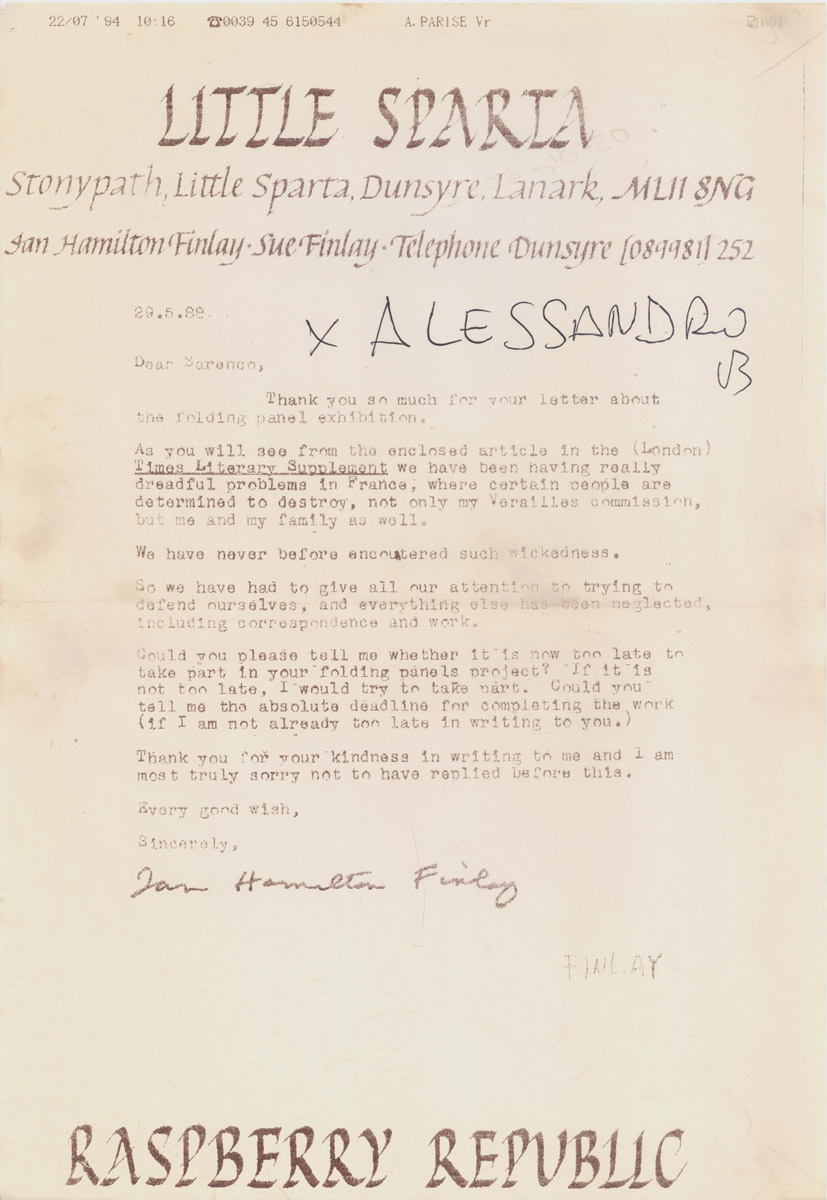 22/07 '94 10:16 ☎0039 45 6150544 A. PARISE Vr
LITTLE SPARTA
Stonypath, Little Sparta, Dunsyre, Lanark, ML11 8NG
Ian Hamilton Finlay · Sue Finlay · Telephone Dunsyre [089981] 252
29.5.88.
x ALESSANDRO
Dear Sarenco,
Thank you so much for your letter about
the folding panel exhibition.
As you will see from the enclosed article in the (London)
Times Literary Supplement we have been having really
dreadful problems in France, where certain people are
determined to destroy, not only my Verailles commission,
but me and my family as well.
We have never before encoutered such wickedness.
So we have had to give all our attention to trying to
defend ourselves, and everything else has been neglected,
including correspondence and work.
Could you please tell me whether it is now too late to
take part in your folding panels project? If it is
not too late, I would try to take part. Could you
tell me the absolute deadline for completing the work
(if I am not already too late in writing to you.)
Thank you for your kindness in writing to me and I am
most truly sorry not to have replied before this.
Every good wish,
Sincerely,
Ian Hamilton Finlay
FINLAY
RASPBERRY REPUBLIC